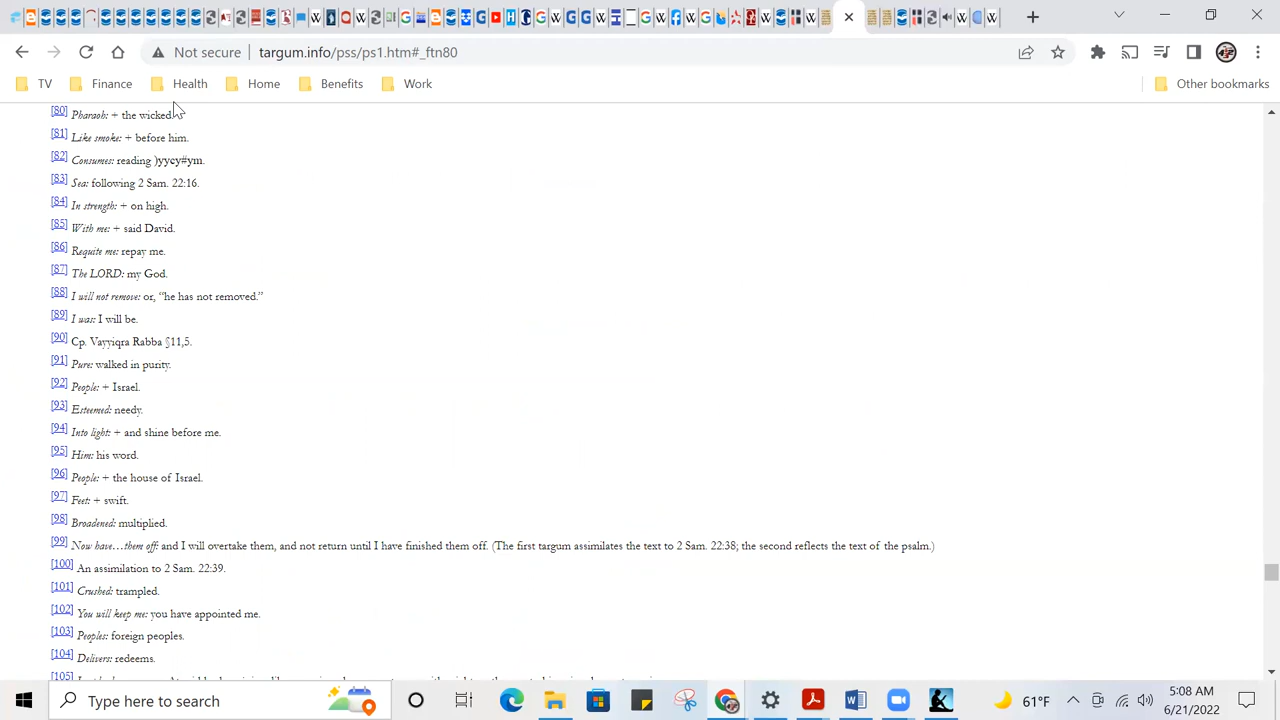 Not secure targum.info/pss/ps1.htm#_ftn80
TV Finance Health Home Benefits Work Other bookmarks
[80] Pharaoh: + the wicked.
[81] Like smoke: + before him.
[82] Consumes: reading )yycy#ym.
[83] Sea: following 2 Sam. 22:16.
[84] In strength: + on high.
[85] With me: + said David.
[86] Requite me: repay me.
[87] The LORD: my God.
[88] I will not remove: or, “he has not removed.”
[89] I was: I will be.
[90] Cp. Vayyiqra Rabba §11,5.
[91] Pure: walked in purity.
[92] People: + Israel.
[93] Esteemed: needy.
[94] Into light: + and shine before me.
[95] Him: his word.
[96] People: + the house of Israel.
[97] Feet: + swift.
[98] Broadened: multiplied.
[99] Now have…them off: and I will overtake them, and not return until I have finished them off. (The first targum assimilates the text to 2 Sam. 22:38; the second reflects the text of the psalm.)
[100] An assimilation to 2 Sam. 22:39.
[101] Crushed: trampled.
[102] You will keep me: you have appointed me.
[103] Peoples: foreign peoples.
[104] Delivers: redeems.
[105]
Type here to search 61°F 5:08 AM
6/21/2022